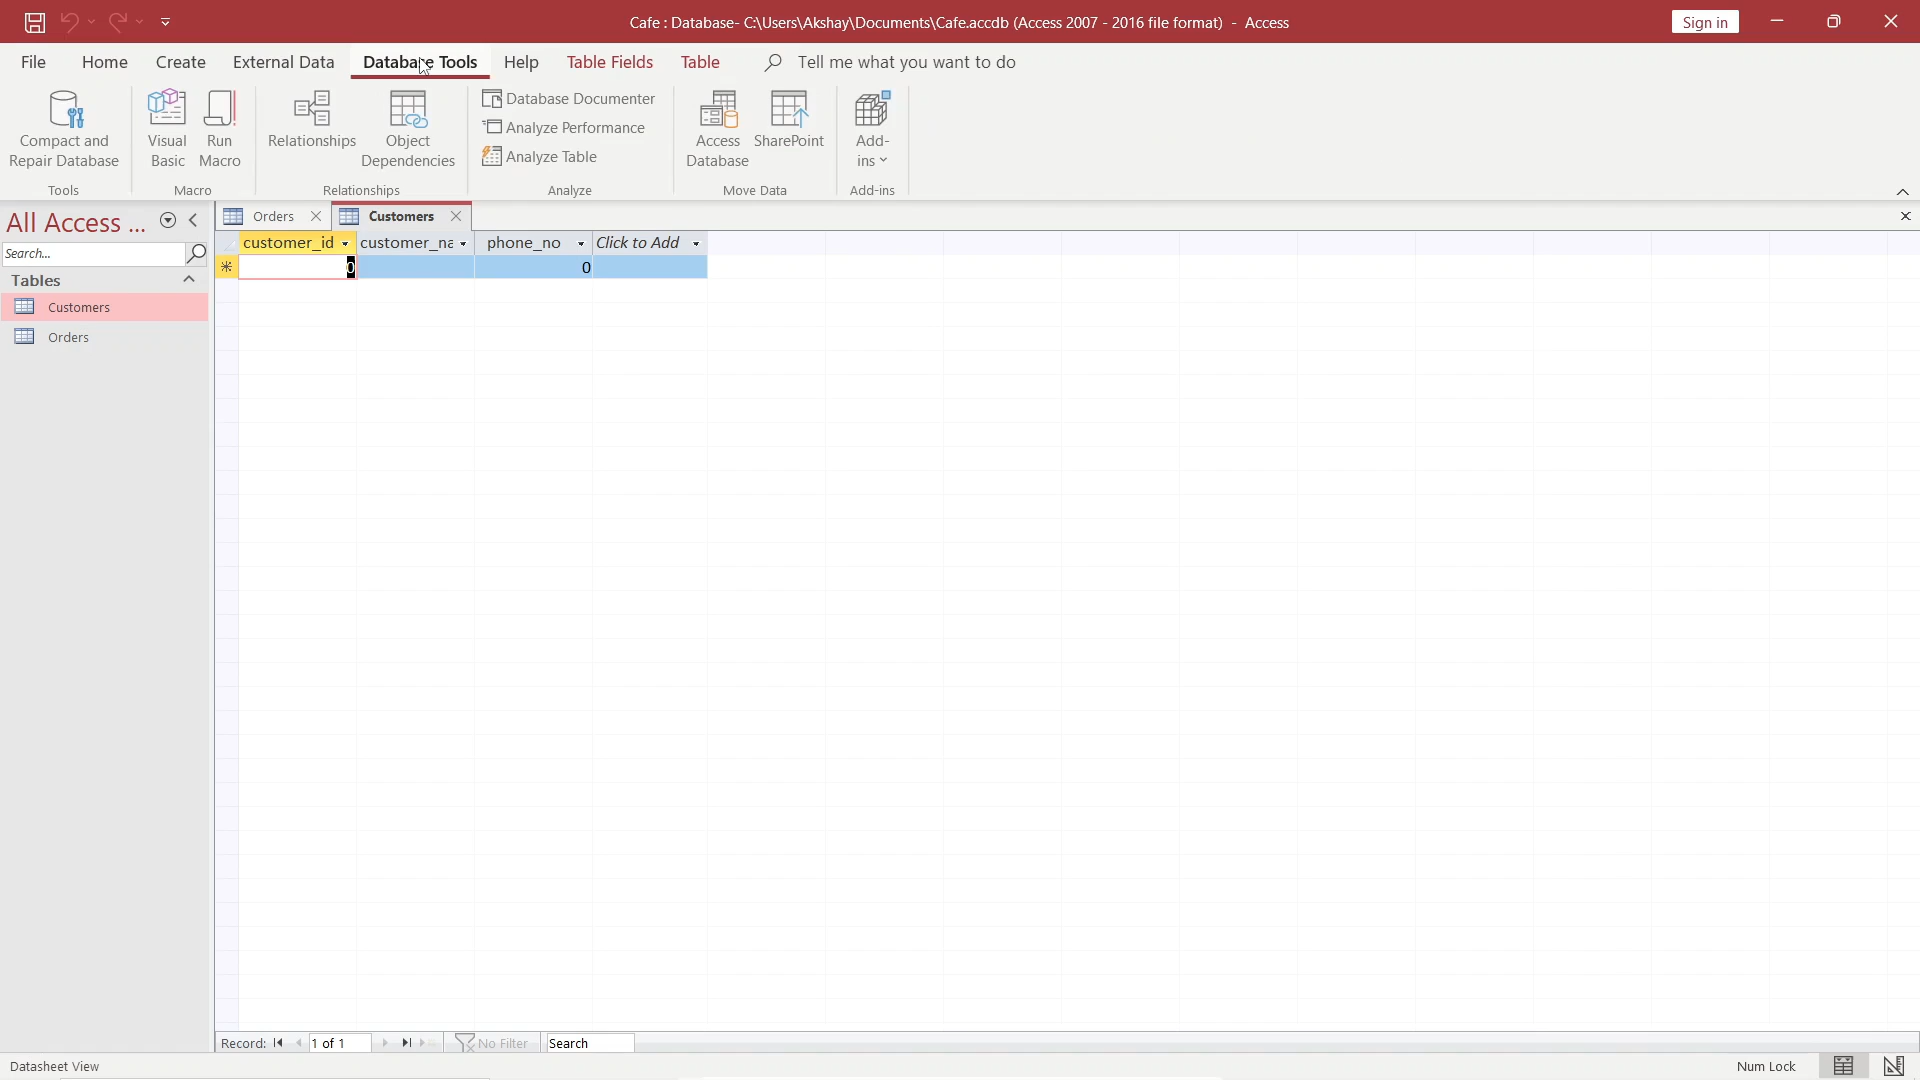 Cafe : Database- C:\Users\Akshay\Documents\Cafe.accdb (Access 2007 - 2016 file format) - Access
Sign in
File Home Create External Data Database Tools Help Table Fields Table Tell me what you want to do
Compact and
Repair Database
Tools
Visual
Basic
Run
Macro
Macro
Relationships
Object
Dependencies
Relationships
Database Documenter
Analyze Performance
Analyze Table
Analyze
Access
Database
SharePoint
Move Data
Add-
ins
Add-ins
All Access ...
Search...
Tables
Customers
Orders
Orders Customers
customer_id customer_na phone_no Click to Add
0 0
Record: 1 of 1 No Filter Search
Datasheet View Num Lock